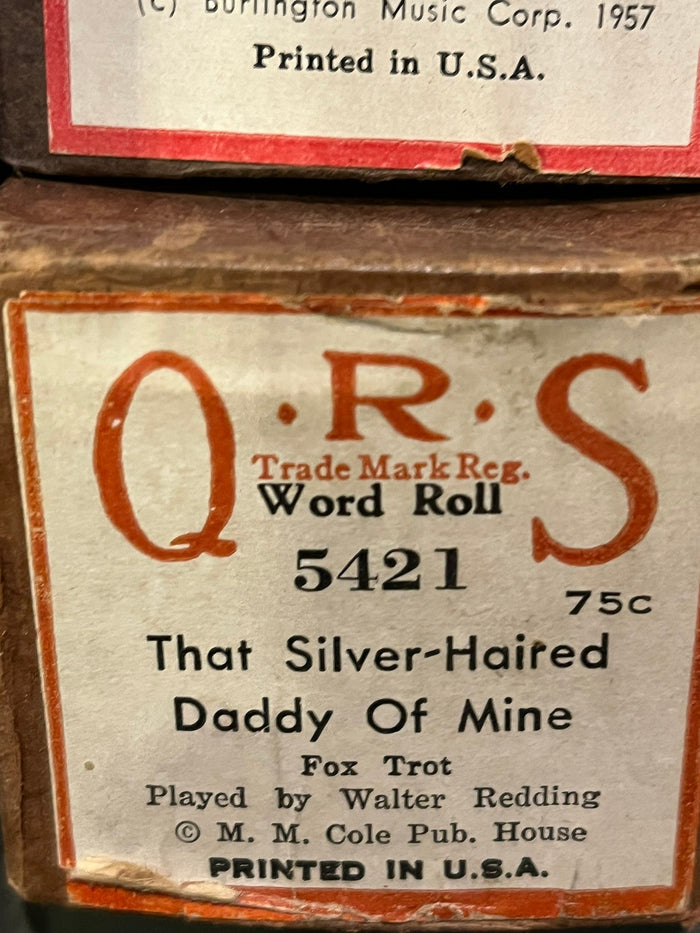 (C) Burlington Music Corp. 1957
Printed in U.S.A.
Q·R·S
Trade Mark Reg.
Word Roll
5421
75c
That Silver-Haired
Daddy Of Mine
Fox Trot
Played by Walter Redding
© M. M. Cole Pub. House
PRINTED IN U.S.A.